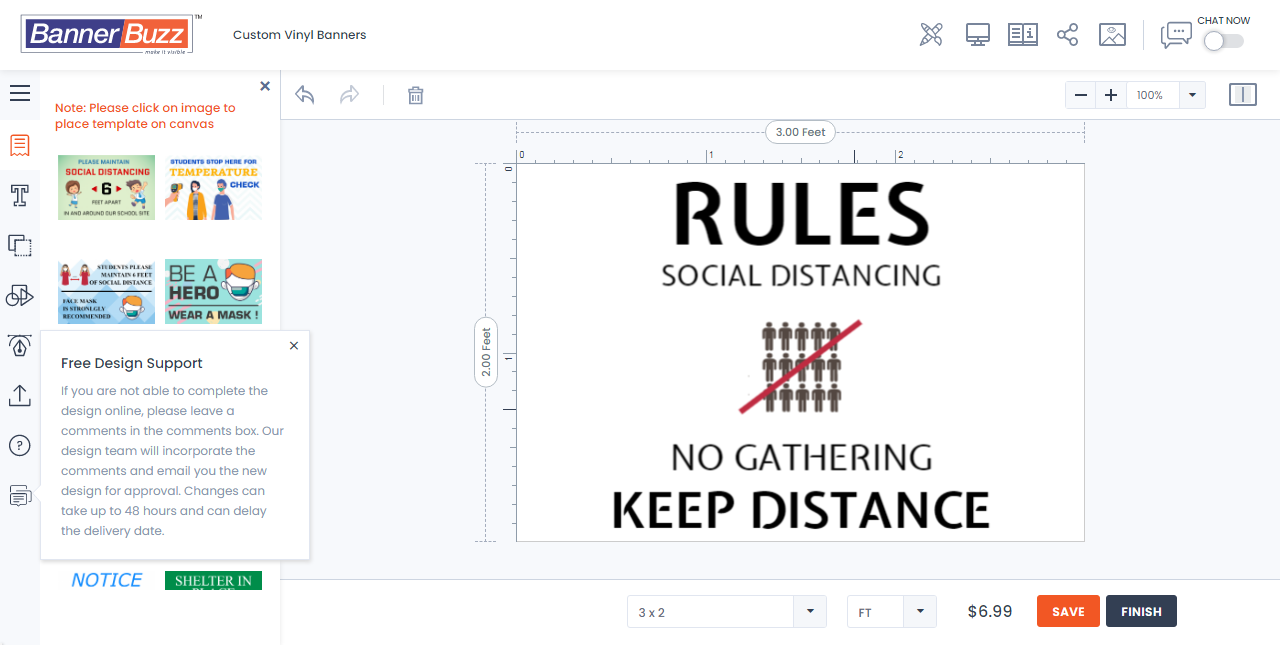 BannerBuzz™
make it visible
Custom Vinyl Banners
CHAT NOW
Note: Please click on image to
place template on canvas
100%
PLEASE MAINTAIN
SOCIAL DISTANCING
6
FEET APART
IN AND AROUND OUR SCHOOL SITE
STUDENTS STOP HERE FOR
TEMPERATURE
CHECK
STUDENTS PLEASE
MAINTAIN 6 FEET
OF SOCIAL DISTANCE
FACE MASK
IS STRONLGLY
RECOMMENDED
BE A
HERO
WEAR A MASK !
Free Design Support
If you are not able to complete the
design online, please leave a
comments in the comments box. Our
design team will incorporate the
comments and email you the new
design for approval. Changes can
take up to 48 hours and can delay
the delivery date.
NOTICE
SHELTER IN
PLACE
3.00 Feet
0
1
2
0
1
2.00 Feet
RULES
SOCIAL DISTANCING
NO GATHERING
KEEP DISTANCE
3 x 2
FT
$6.99
SAVE
FINISH